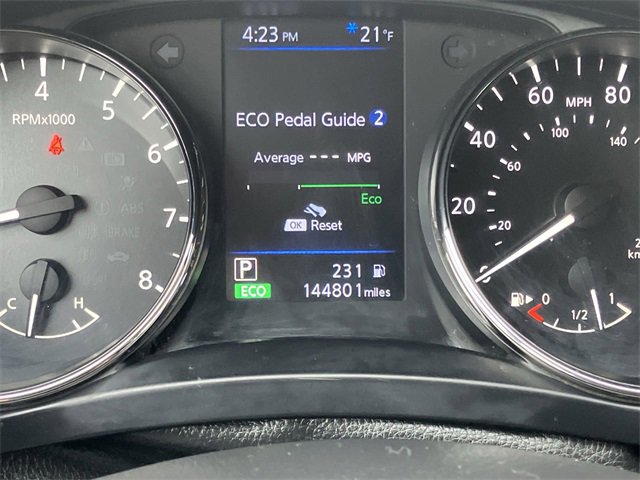 4:23 PM 21°F
ECO Pedal Guide 2
Average --- MPG
Eco
OK Reset
P 231
ECO 144801 miles
4 5 6 7 8
RPMx1000
ABS
BRAKE
C H
20 40 60 80
MPH
20 60 100 140
0 1/2 1